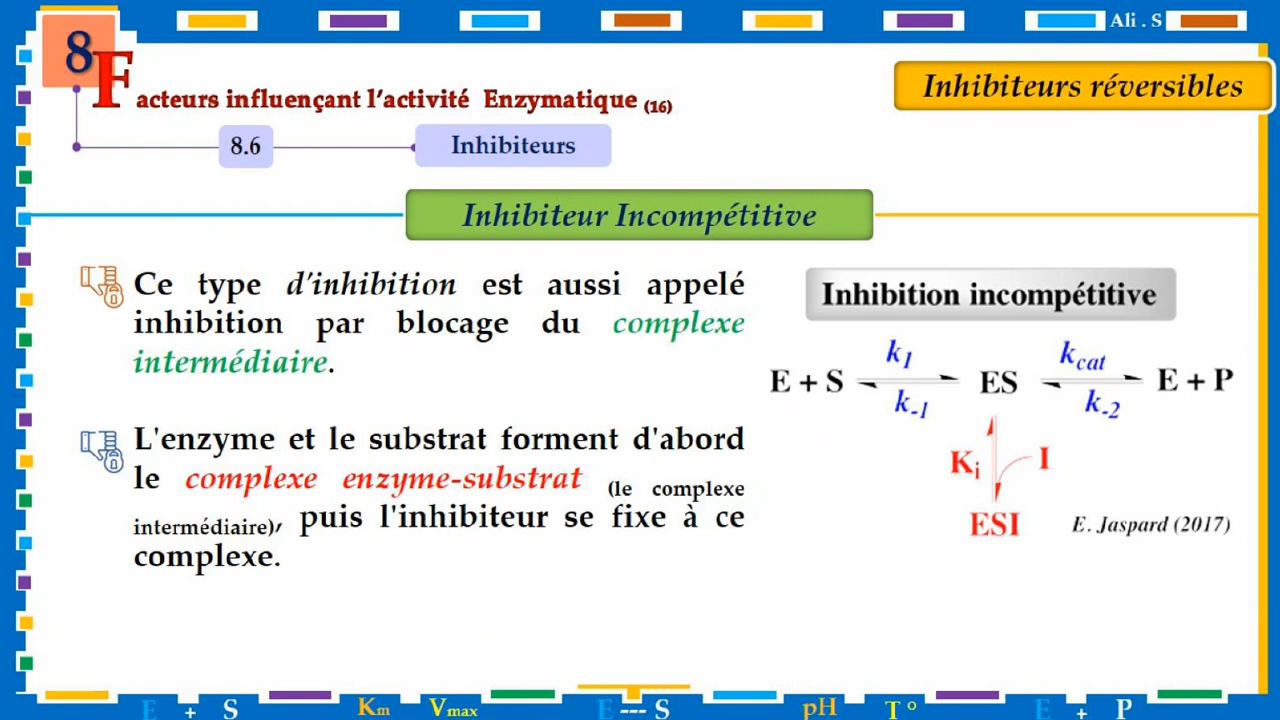 Ali . S
8
Facteurs influençant l'activité Enzymatique (16)
Inhibiteurs réversibles
8.6
Inhibiteurs
Inhibiteur Incompétitive
Ce type d'inhibition est aussi appelé
inhibition par blocage du complexe
intermédiaire.
L'enzyme et le substrat forment d'abord
le complexe enzyme-substrat (le complexe
intermédiaire), puis l'inhibiteur se fixe à ce
complexe.
Inhibition incompétitive
k1 kcat
E + S ES E + P
k-1 k-2
Ki I
ESI
E. Jaspard (2017)
E + S Km Vmax E --- S pH T° E + P